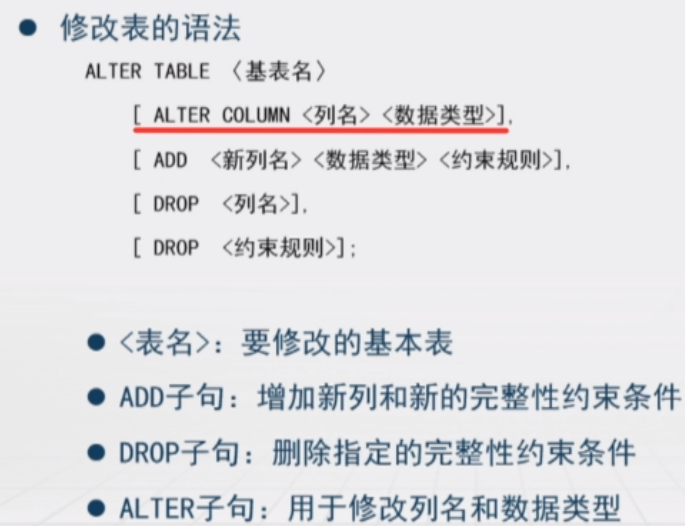 ● 修改表的语法
ALTER TABLE 〈基表名〉
[ ALTER COLUMN <列名> <数据类型>],
[ ADD <新列名> <数据类型> <约束规则>],
[ DROP <列名>],
[ DROP <约束规则>];
● <表名>：要修改的基本表
● ADD子句：增加新列和新的完整性约束条件
● DROP子句：删除指定的完整性约束条件
● ALTER子句：用于修改列名和数据类型